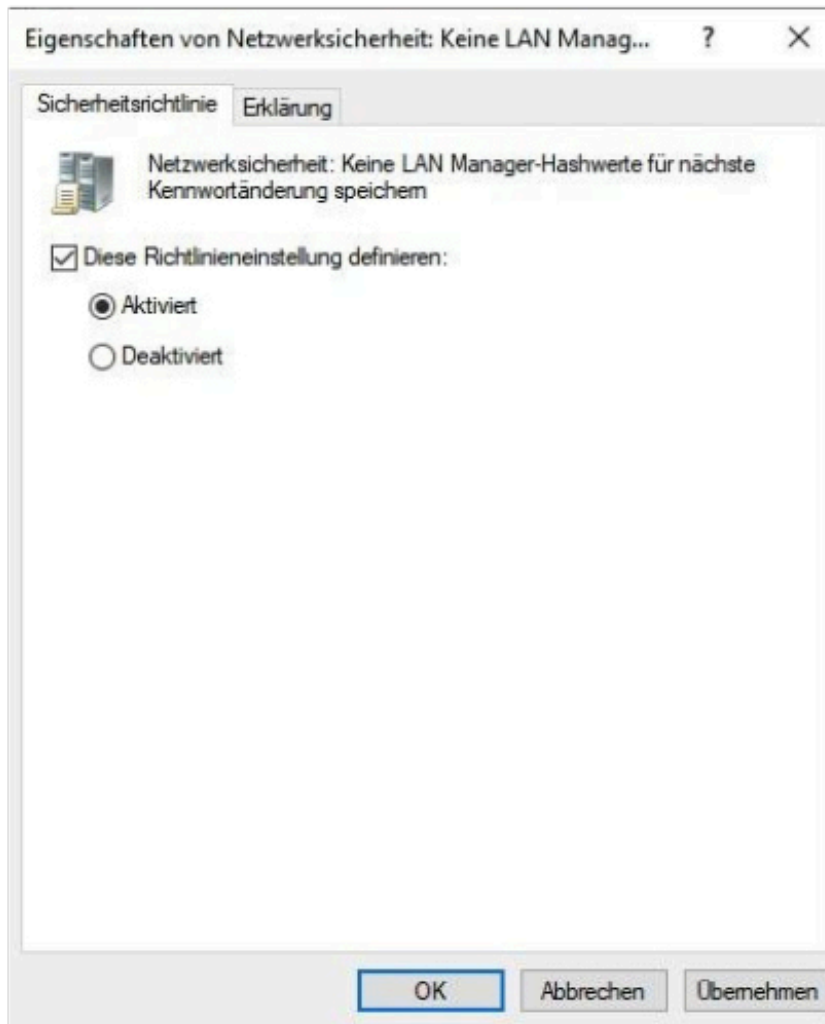 Eigenschaften von Netzwerksicherheit: Keine LAN Manag... ? ✕
Sicherheitsrichtlinie Erklärung
Netzwerksicherheit: Keine LAN Manager-Hashwerte für nächste
Kennwortänderung speichern
Diese Richtlinieneinstellung definieren:
Aktiviert
Deaktiviert
OK Abbrechen Übernehmen